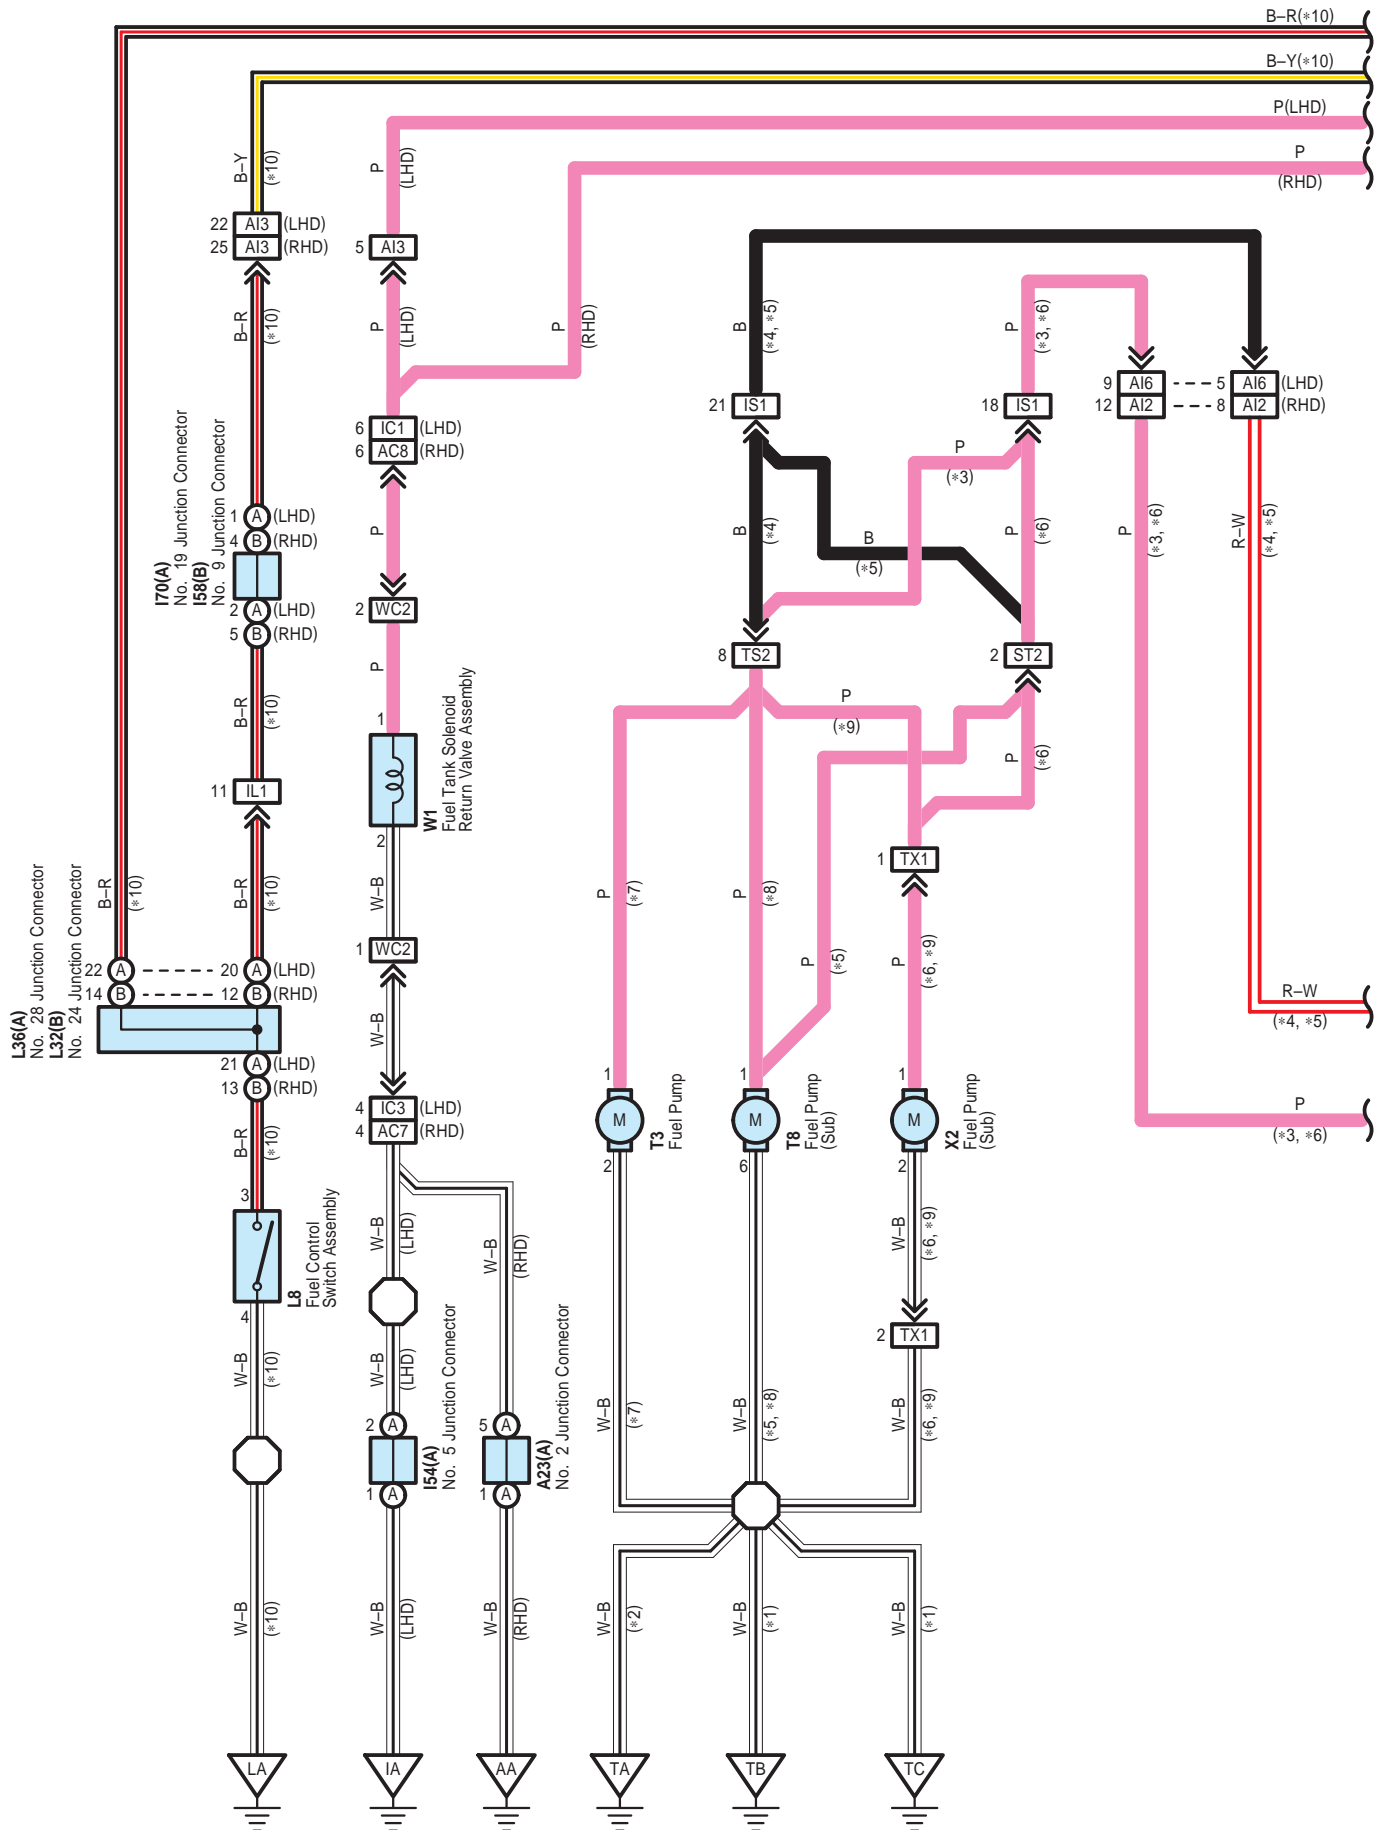 B–R(∗10)
B–Y(∗10)
P(LHD)
P
(RHD)
B–Y
(∗10)
P
(LHD)
22 AI3 (LHD)
25 AI3 (RHD)
5 AI3
B–R
(∗10)
P
(LHD)
P
(RHD)
B
(∗4, ∗5)
P
(∗3, ∗6)
9 AI6 5 AI6 (LHD)
12 AI2 8 AI2 (RHD)
21 IS1
18 IS1
6 IC1 (LHD)
6 AC8 (RHD)
P
(∗3)
P
B
(∗4)
B
(∗5)
P
(∗6)
P
(∗3, ∗6)
R–W
(∗4, ∗5)
I70(A)
No. 19 Junction Connector
I58(B)
No. 9 Junction Connector
1 A (LHD)
4 B (RHD)
2 A (LHD)
5 B (RHD)
2 WC2
8 TS2
2 ST2
P
B–R
(∗10)
P
(∗9)
P
(∗6)
1
W1
Fuel Tank Solenoid
Return Valve Assembly
2
11 IL1
1 TX1
B–R
(∗10)
B–R
(∗10)
W–B
P
(∗7)
P
(∗8)
P
(∗5)
P
(∗6, ∗9)
1 WC2
L36(A)
No. 28 Junction Connector
L32(B)
No. 24 Junction Connector
22 A 20 A (LHD)
14 B 12 B (RHD)
W–B
R–W
(∗4, ∗5)
21 A (LHD)
13 B (RHD)
4 IC3 (LHD)
4 AC7 (RHD)
1
M
2
T3
Fuel Pump
1
M
6
T8
Fuel Pump
(Sub)
1
M
2
X2
Fuel Pump
(Sub)
P
(∗3, ∗6)
B–R
(∗10)
3
L8
Fuel Control
Switch Assembly
4
W–B
(LHD)
W–B
(RHD)
W–B
(∗6, ∗9)
2 TX1
W–B
(∗10)
W–B
(LHD)
2 A
I54(A)
No. 5 Junction Connector
1 A
5 A
A23(A)
No. 2 Junction Connector
1 A
W–B
(∗7)
W–B
(∗5, ∗8)
W–B
(∗6, ∗9)
W–B
(∗10)
W–B
(LHD)
W–B
(RHD)
W–B
(∗2)
W–B
(∗1)
W–B
(∗1)
LA
IA
AA
TA
TB
TC